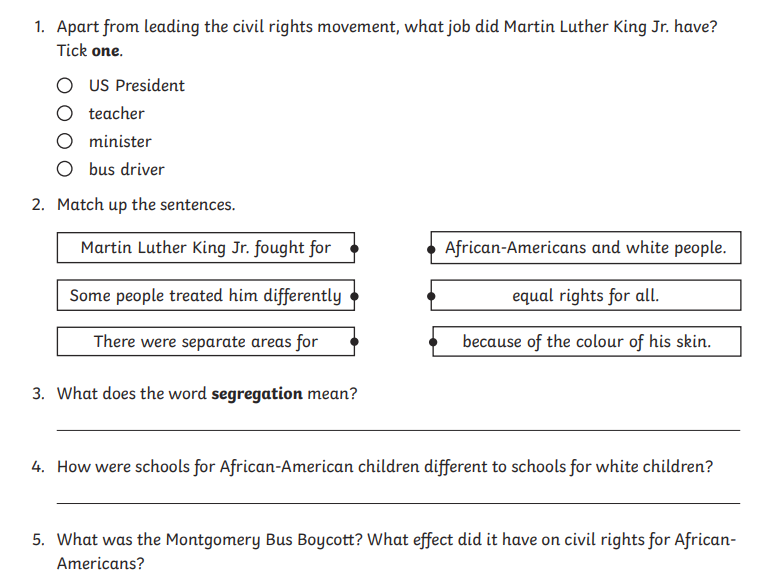 1. Apart from leading the civil rights movement, what job did Martin Luther King Jr. have?
Tick one.
US President
teacher
minister
bus driver
2. Match up the sentences.
Martin Luther King Jr. fought for
African-Americans and white people.
Some people treated him differently
equal rights for all.
There were separate areas for
because of the colour of his skin.
3. What does the word segregation mean?
4. How were schools for African-American children different to schools for white children?
5. What was the Montgomery Bus Boycott? What effect did it have on civil rights for African-
Americans?